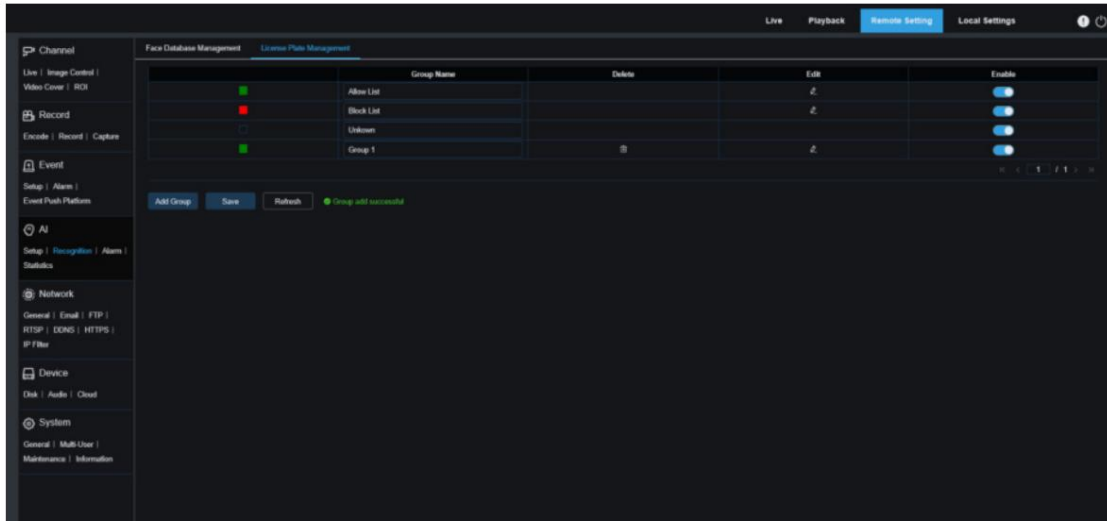 Live Playback Remote Setting Local Settings
Channel
Live | Image Control |
Video Cover | ROI
Record
Encode | Record | Capture
Event
Setup | Alarm |
Event Push Platform
AI
Setup | Recognition | Alarm |
Statistics
Network
General | Email | FTP |
RTSP | DDNS | HTTPS |
IP Filter
Device
Disk | Audio | Cloud
System
General | Multi-User |
Maintenance | Information
Face Database Management License Plate Management
Group Name Delete Edit Enable
Allow List
Block List
Unkown
Group 1
1 / 1
Add Group Save Refresh Group add successful